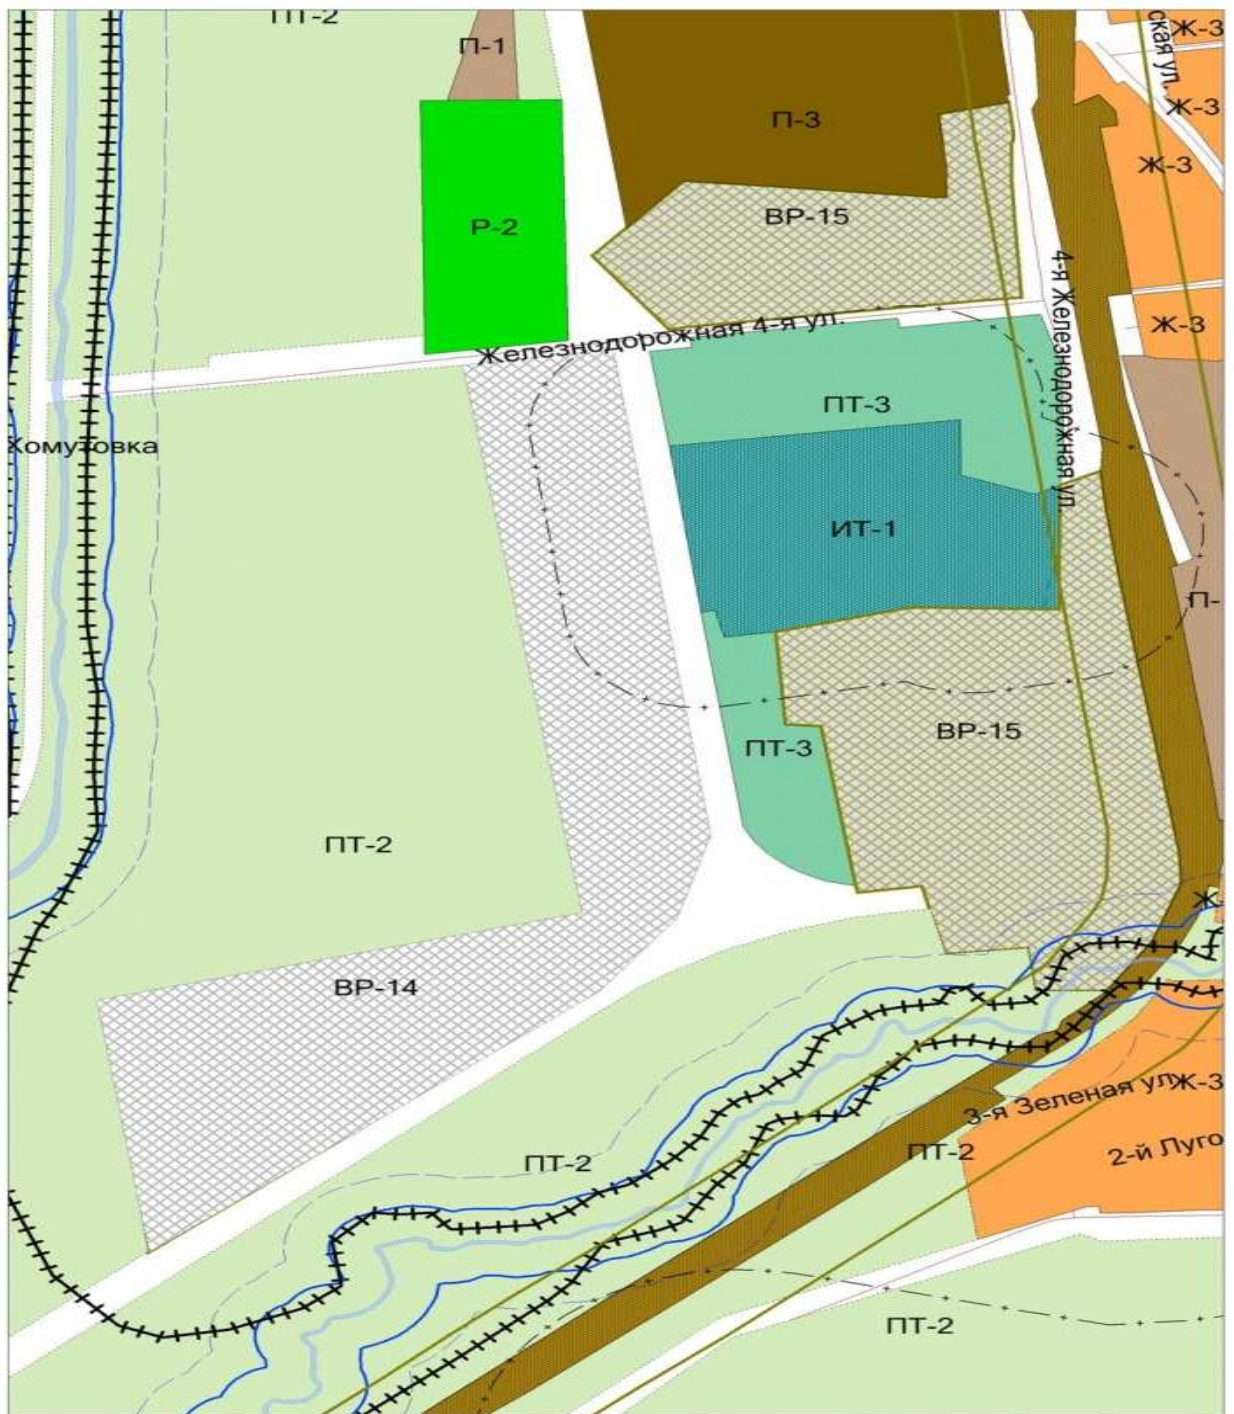 ПТ-2
П-1
ская ул.
Ж-3
Ж-3
П-3
Ж-3
Р-2
ВР-15
4-я Железнодорожная ул.
Железнодорожная 4-я ул.
Ж-3
ПТ-3
Хомутовка
ИТ-1
П-
ВР-15
ПТ-3
ПТ-2
Ж
ВР-14
3-я Зеленая ул
Ж-3
ПТ-2
ПТ-2
2-й Луго
ПТ-2